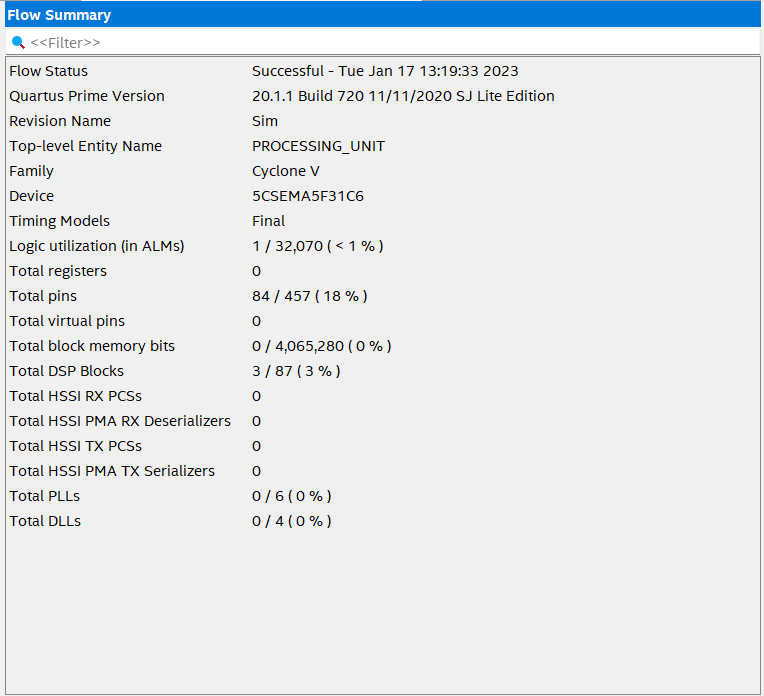 Flow Summary
<<Filter>>
Flow Status Successful - Tue Jan 17 13:19:33 2023
Quartus Prime Version 20.1.1 Build 720 11/11/2020 SJ Lite Edition
Revision Name Sim
Top-level Entity Name PROCESSING_UNIT
Family Cyclone V
Device 5CSEMA5F31C6
Timing Models Final
Logic utilization (in ALMs) 1 / 32,070 ( < 1 % )
Total registers 0
Total pins 84 / 457 ( 18 % )
Total virtual pins 0
Total block memory bits 0 / 4,065,280 ( 0 % )
Total DSP Blocks 3 / 87 ( 3 % )
Total HSSI RX PCSs 0
Total HSSI PMA RX Deserializers 0
Total HSSI TX PCSs 0
Total HSSI PMA TX Serializers 0
Total PLLs 0 / 6 ( 0 % )
Total DLLs 0 / 4 ( 0 % )